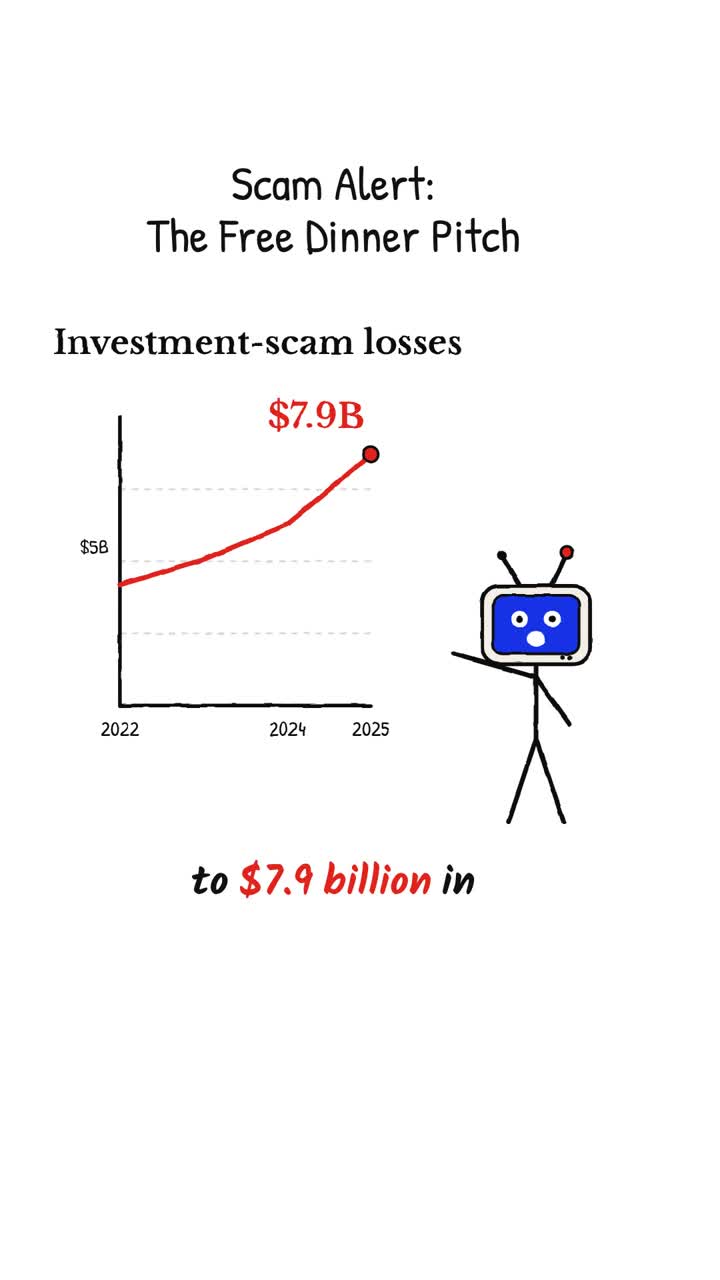 Scam Alert:
The Free Dinner Pitch
Investment-scam losses
$7.9B
$5B
2022 2024 2025
to $7.9 billion in